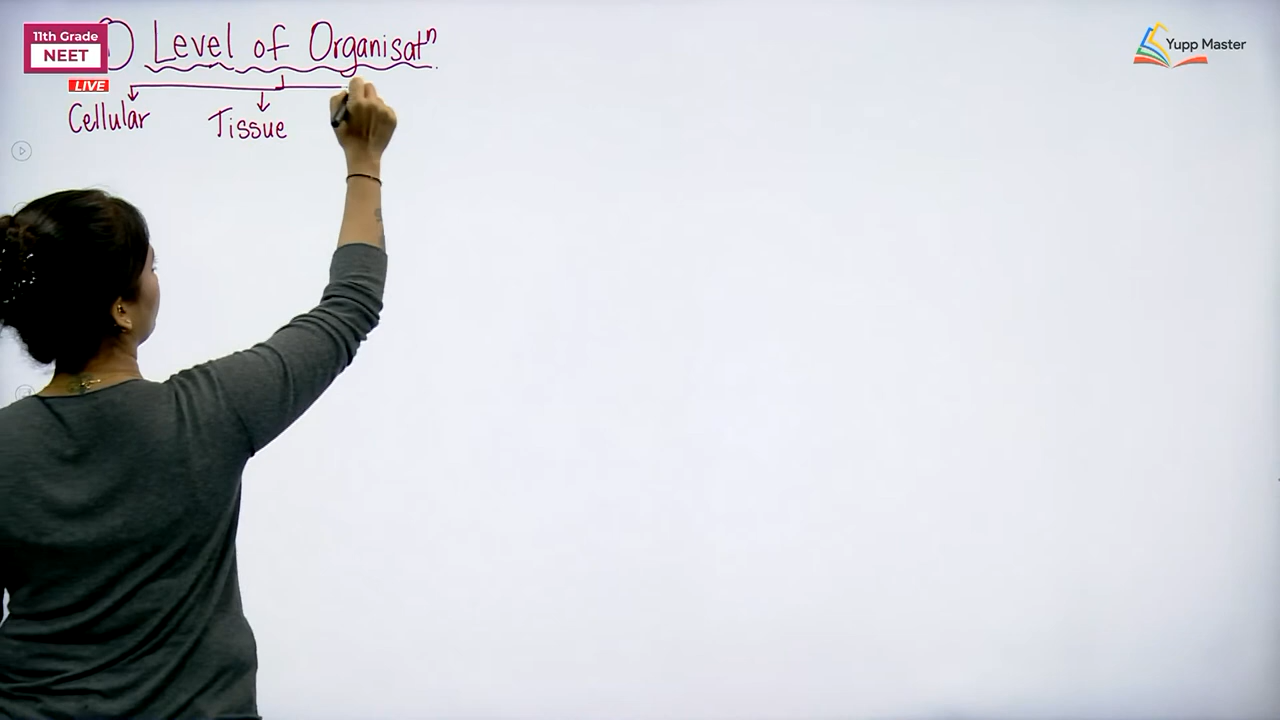 11th Grade
NEET
LIVE
Level of Organisatⁿ
Cellular
Tissue
Yupp Master